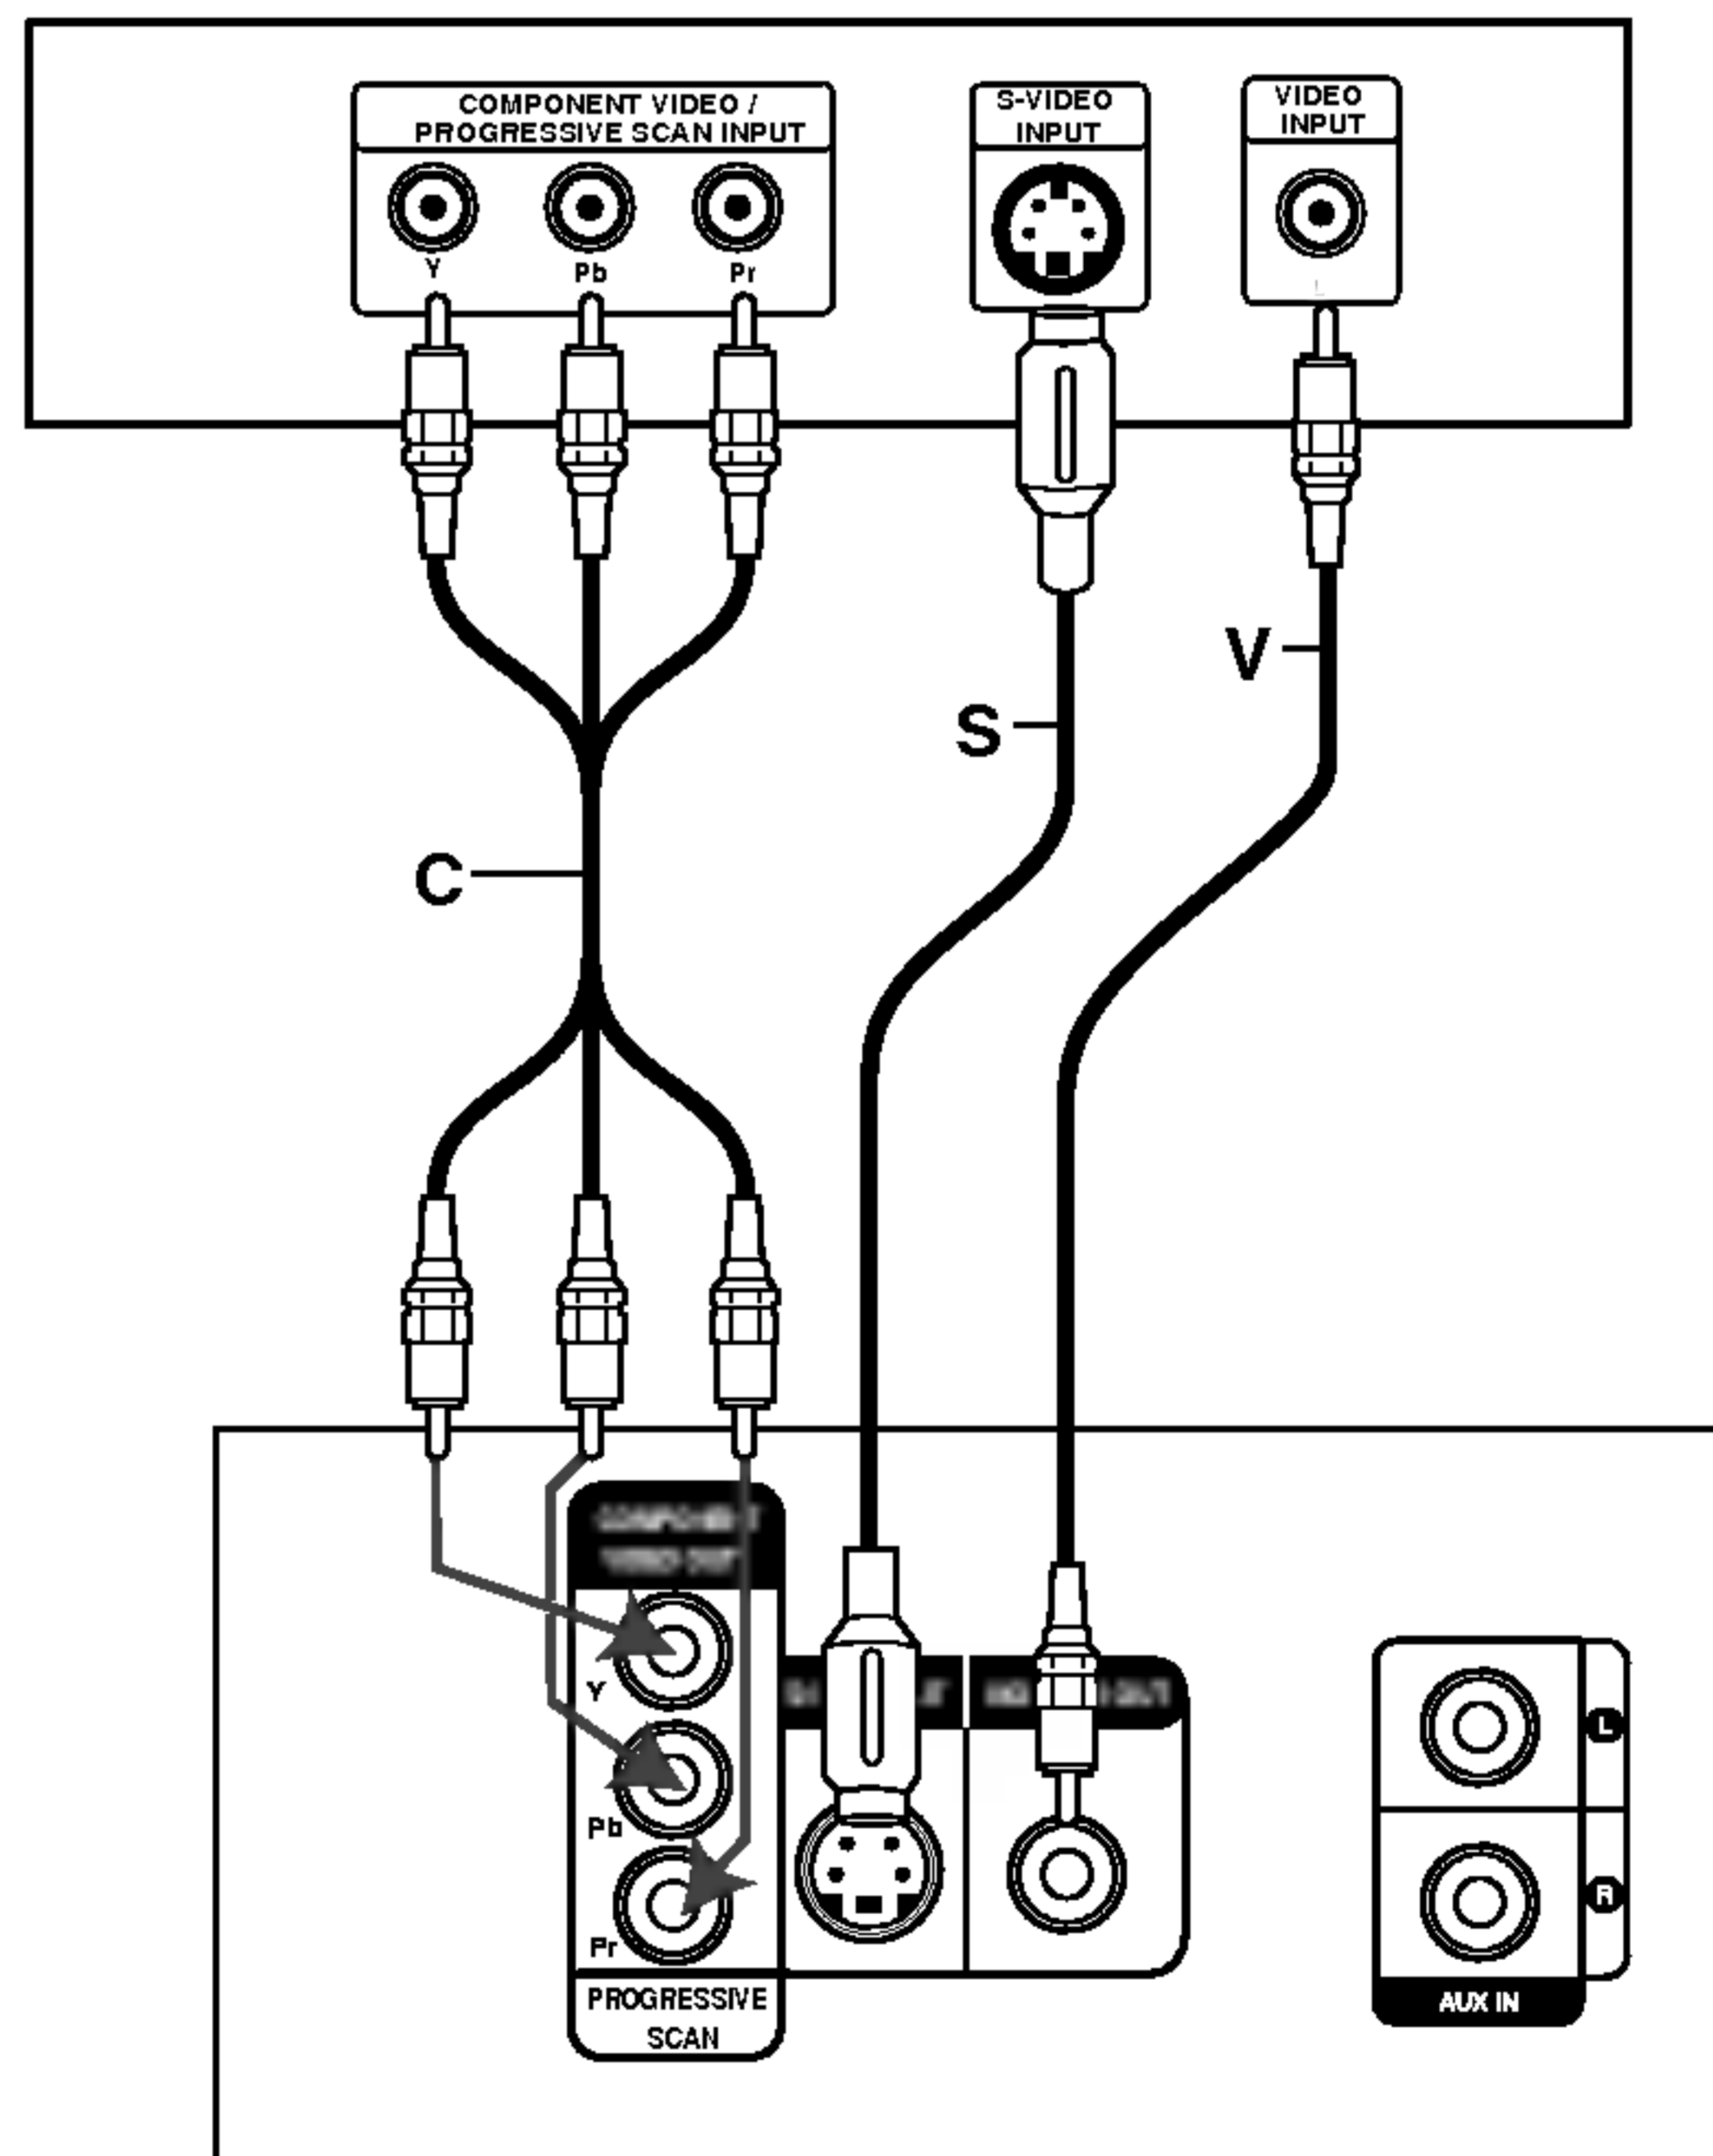 COMPONENT VIDEO /
PROGRESSIVE SCAN INPUT
Y
Pb
Pr
S-VIDEO
INPUT
VIDEO
INPUT
V
S
C
Y
Pb
Pr
PROGRESSIVE
SCAN
L
R
AUX IN